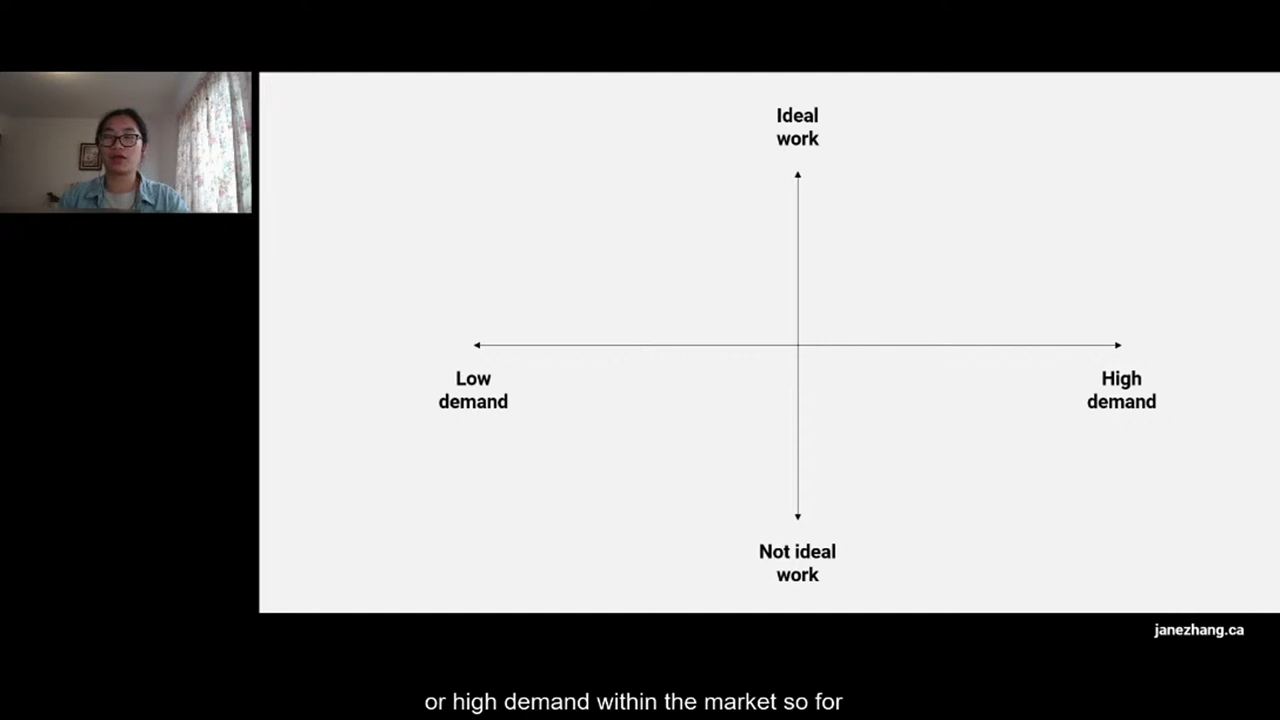 Ideal
work
Low
demand
High
demand
Not ideal
work
janezhang.ca
or high demand within the market so for